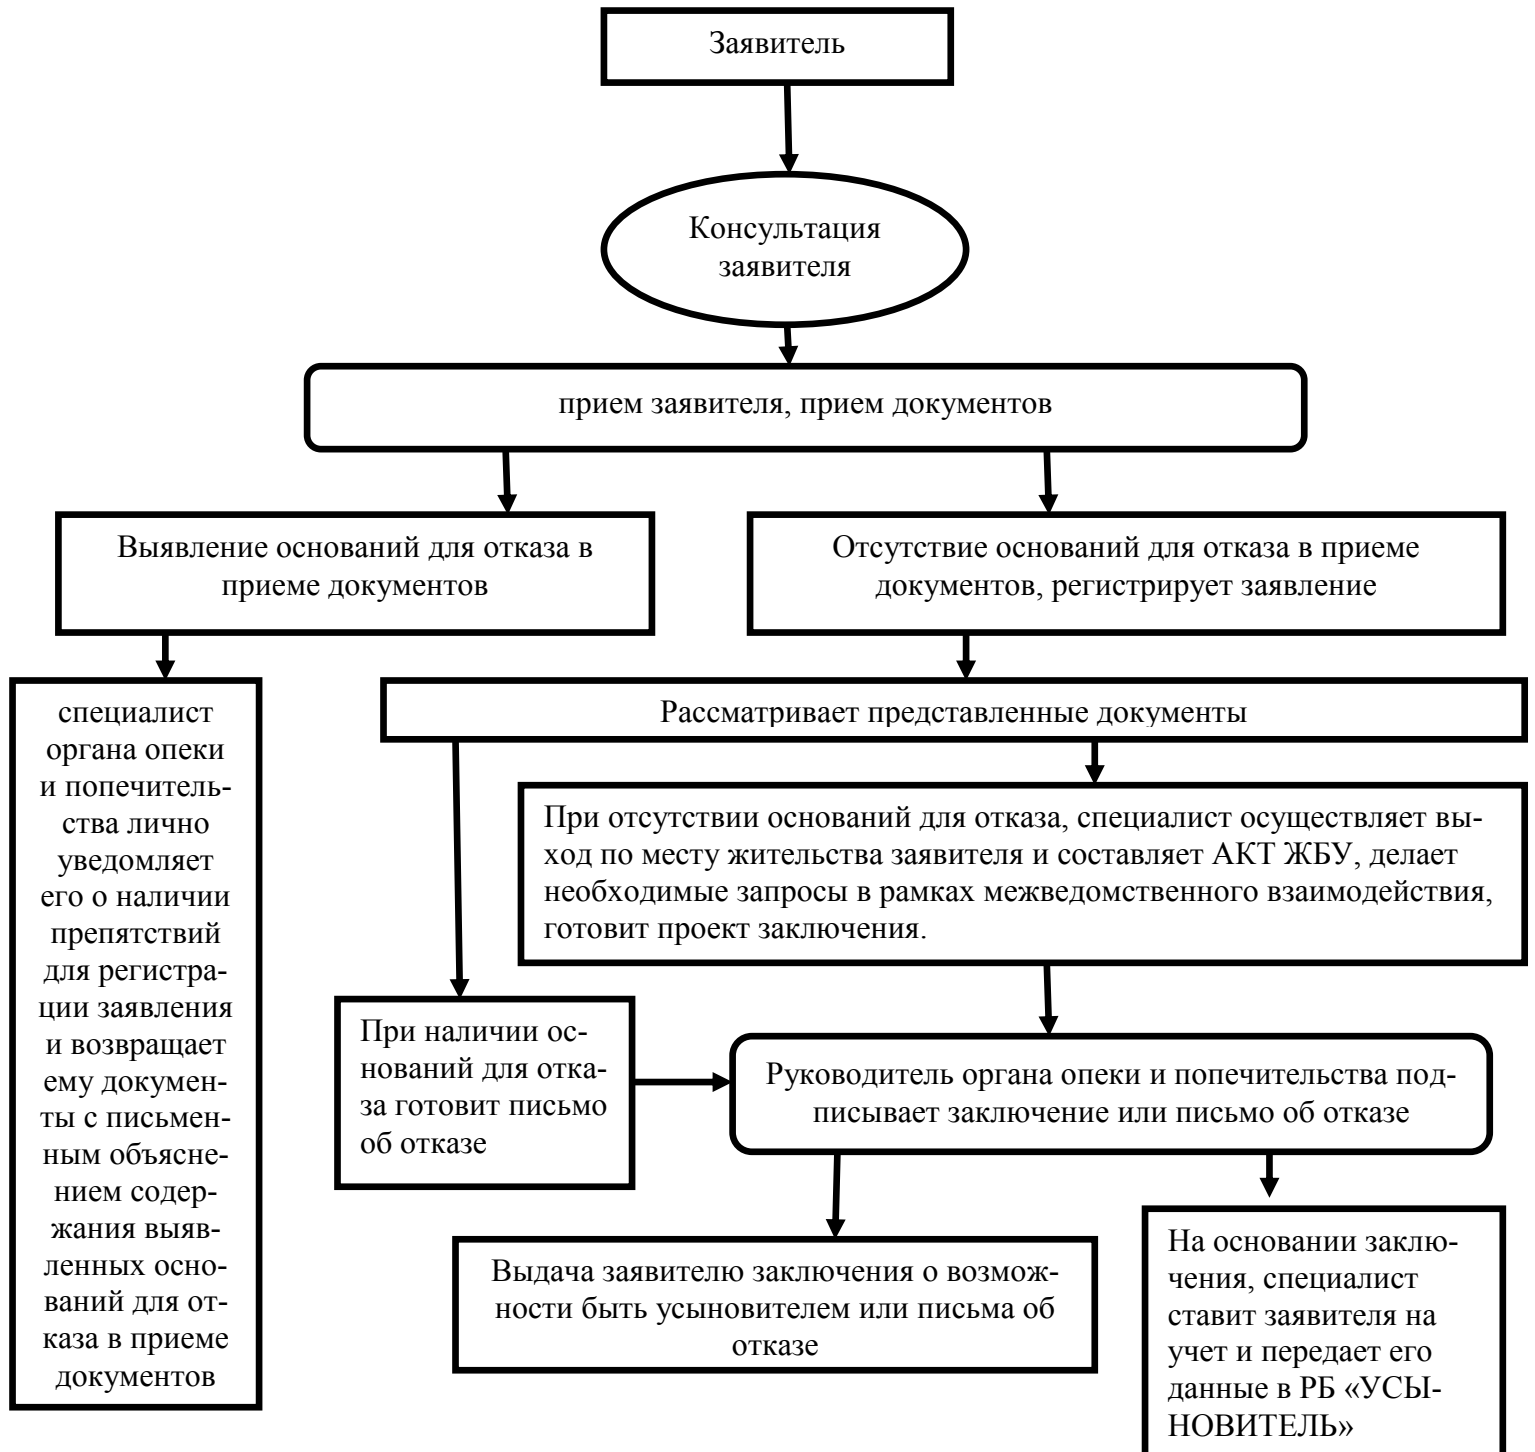 Заявитель
Консультация
заявителя
прием заявителя, прием документов
Выявление оснований для отказа в
приеме документов
Отсутствие оснований для отказа в приеме
документов, регистрирует заявление
специалист
органа опеки
и попечитель-
ства лично
уведомляет
его о наличии
препятствий
для регистра-
ции заявления
и возвращает
ему докумен-
ты с письмен-
ным объясне-
нием содер-
жания выяв-
ленных осно-
ваний для от-
каза в приеме
документов
Рассматривает представленные документы
При отсутствии оснований для отказа, специалист осуществляет вы-
ход по месту жительства заявителя и составляет АКТ ЖБУ, делает
необходимые запросы в рамках межведомственного взаимодействия,
готовит проект заключения.
При наличии ос-
нований для отка-
за готовит письмо
об отказе
Руководитель органа опеки и попечительства под-
писывает заключение или письмо об отказе
Выдача заявителю заключения о возмож-
ности быть усыновителем или письма об
отказе
На основании заклю-
чения, специалист
ставит заявителя на
учет и передает его
данные в РБ «УСЫ-
НОВИТЕЛЬ»